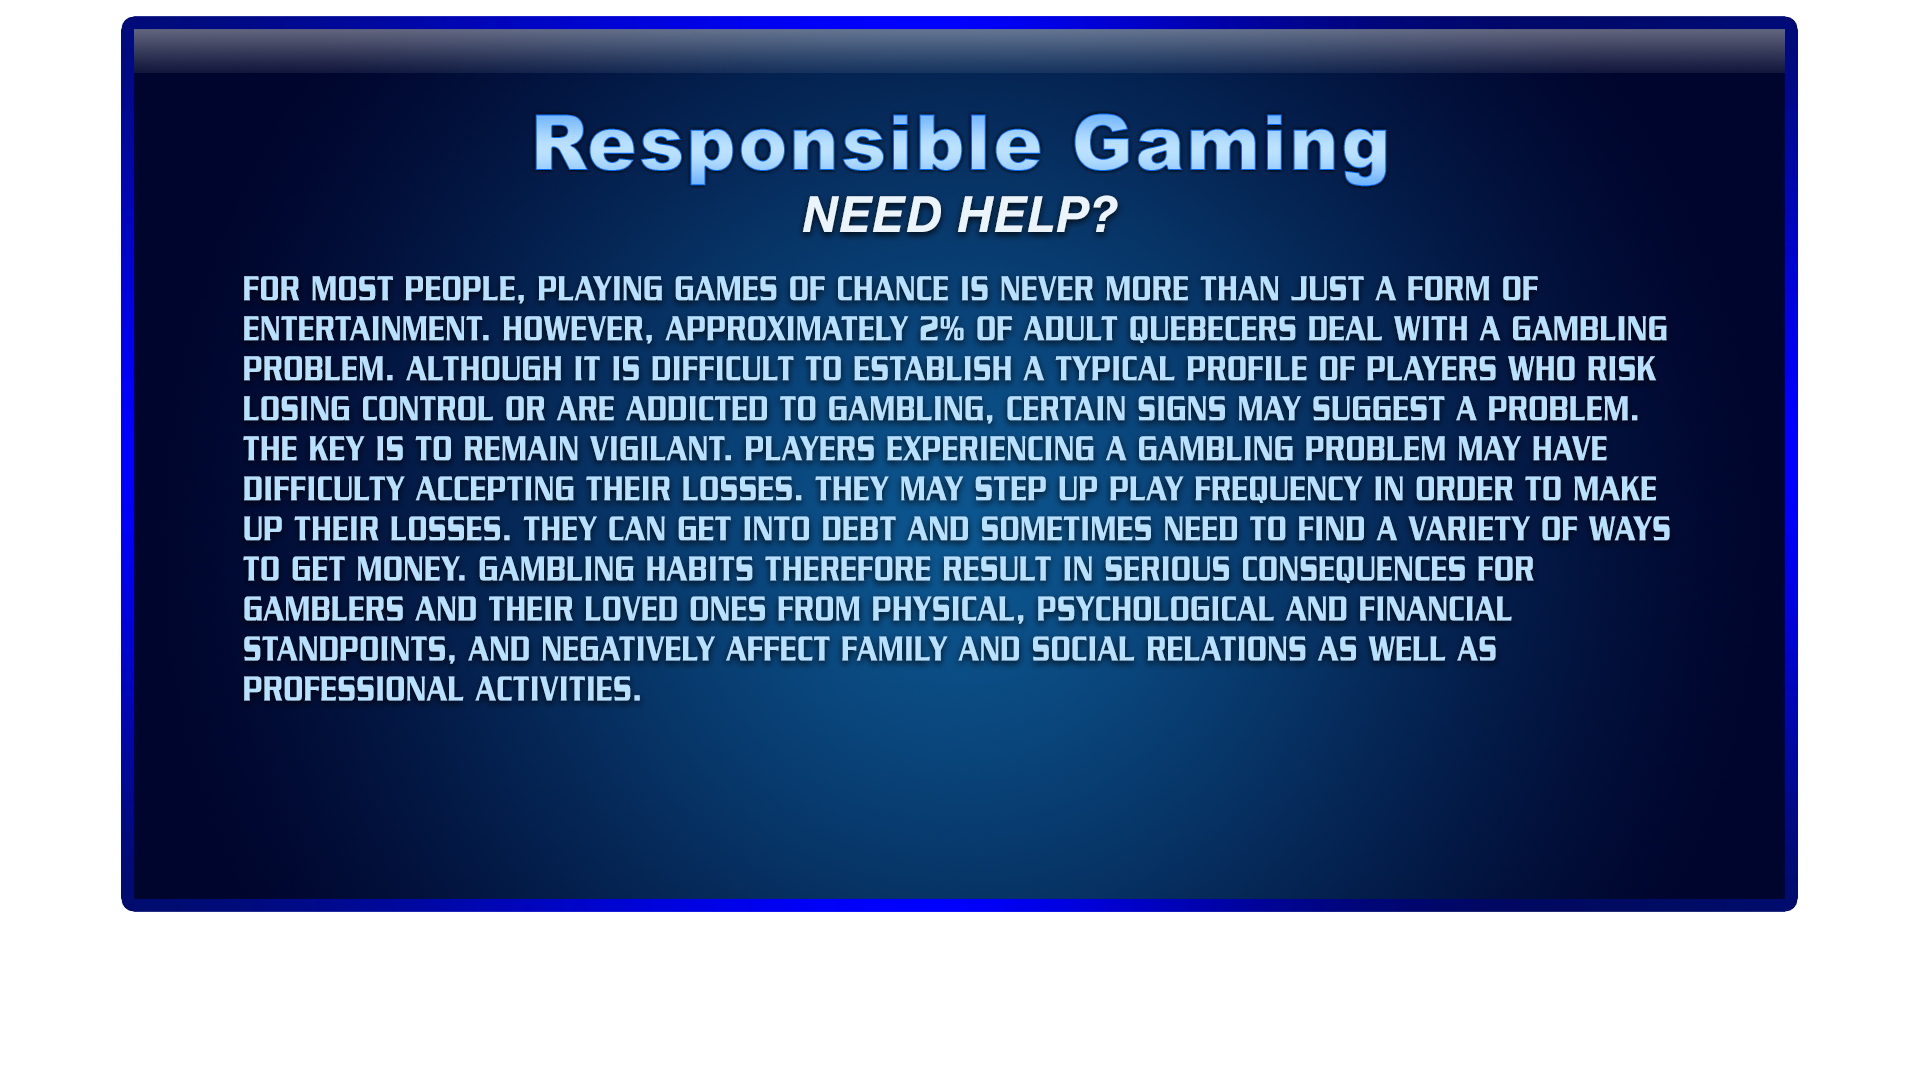 Responsible Gaming
NEED HELP?
FOR MOST PEOPLE, PLAYING GAMES OF CHANCE IS NEVER MORE THAN JUST A FORM OF
ENTERTAINMENT. HOWEVER, APPROXIMATELY 2% OF ADULT QUEBECERS DEAL WITH A GAMBLING
PROBLEM. ALTHOUGH IT IS DIFFICULT TO ESTABLISH A TYPICAL PROFILE OF PLAYERS WHO RISK
LOSING CONTROL OR ARE ADDICTED TO GAMBLING, CERTAIN SIGNS MAY SUGGEST A PROBLEM.
THE KEY IS TO REMAIN VIGILANT. PLAYERS EXPERIENCING A GAMBLING PROBLEM MAY HAVE
DIFFICULTY ACCEPTING THEIR LOSSES. THEY MAY STEP UP PLAY FREQUENCY IN ORDER TO MAKE
UP THEIR LOSSES. THEY CAN GET INTO DEBT AND SOMETIMES NEED TO FIND A VARIETY OF WAYS
TO GET MONEY. GAMBLING HABITS THEREFORE RESULT IN SERIOUS CONSEQUENCES FOR
GAMBLERS AND THEIR LOVED ONES FROM PHYSICAL, PSYCHOLOGICAL AND FINANCIAL
STANDPOINTS, AND NEGATIVELY AFFECT FAMILY AND SOCIAL RELATIONS AS WELL AS
PROFESSIONAL ACTIVITIES.